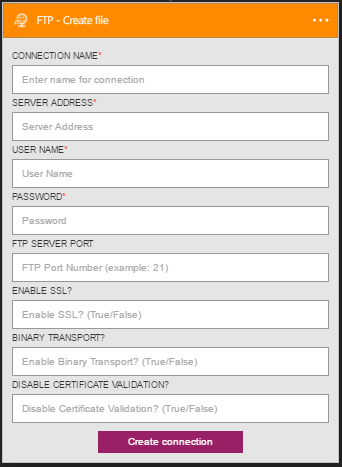 FTP - Create file
CONNECTION NAME*
Enter name for connection
SERVER ADDRESS*
Server Address
USER NAME*
User Name
PASSWORD*
Password
FTP SERVER PORT
FTP Port Number (example: 21)
ENABLE SSL?
Enable SSL? (True/False)
BINARY TRANSPORT?
Enable Binary Transport? (True/False)
DISABLE CERTIFICATE VALIDATION?
Disable Certificate Validation? (True/False)
Create connection